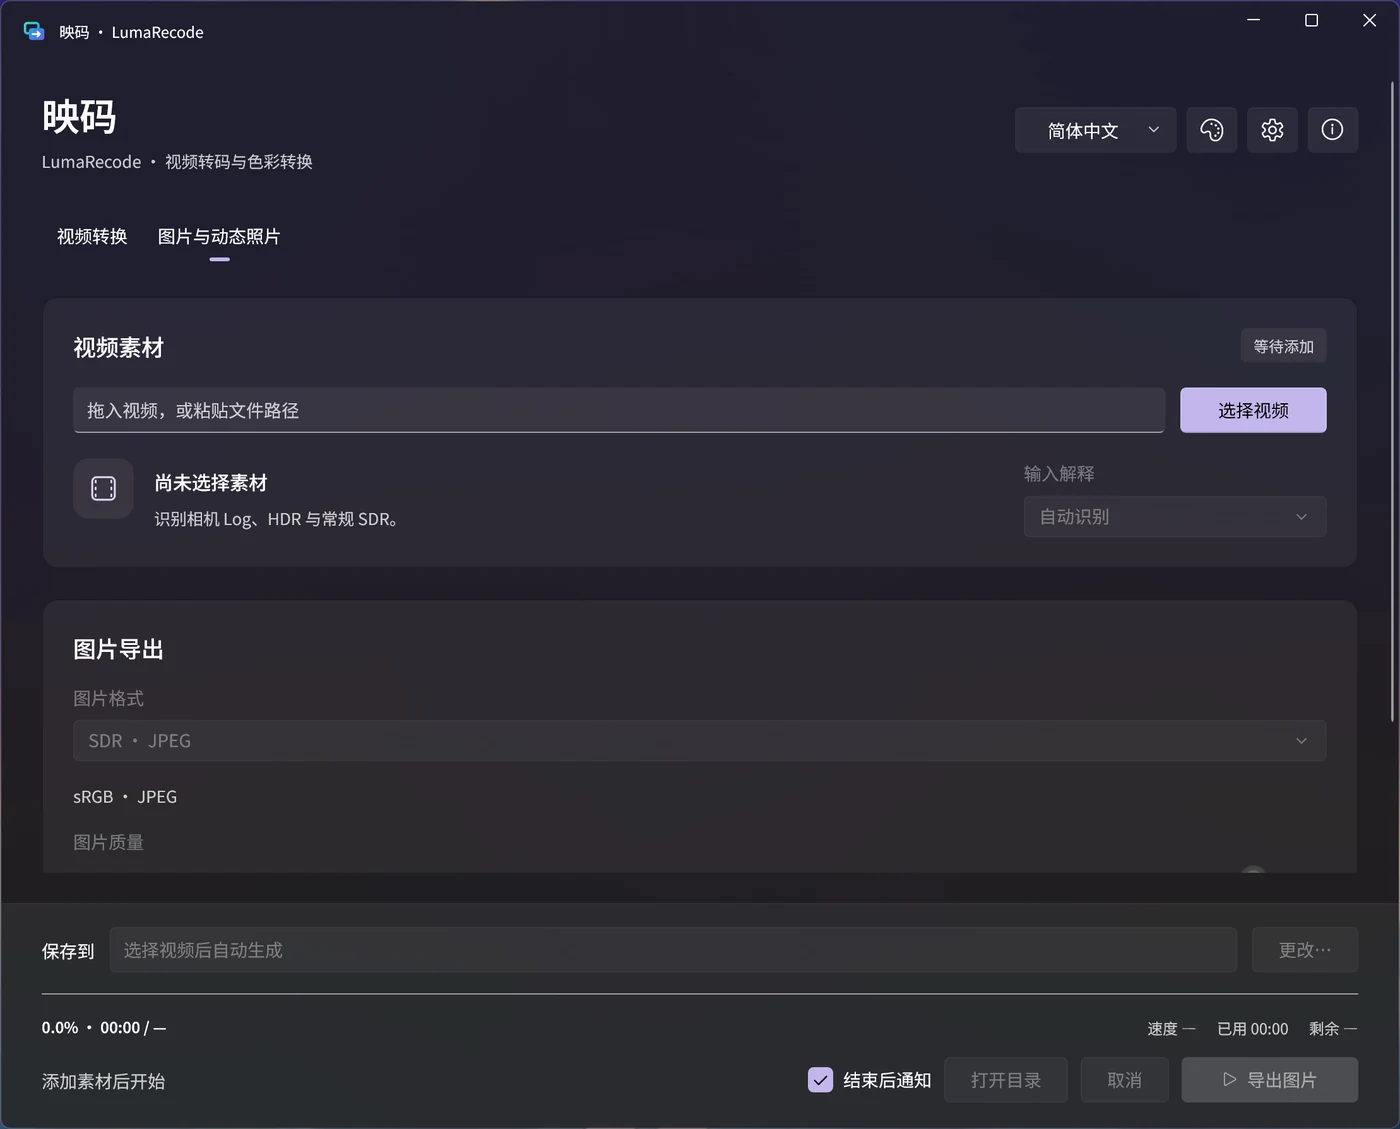 映码 • LumaRecode
映码
LumaRecode • 视频转码与色彩转换
简体中文
视频转换
图片与动态照片
视频素材
等待添加
拖入视频，或粘贴文件路径
选择视频
尚未选择素材
识别相机 Log、HDR 与常规 SDR。
输入解释
自动识别
图片导出
图片格式
SDR • JPEG
sRGB • JPEG
图片质量
保存到
选择视频后自动生成
更改…
0.0% • 00:00 / —
速度 —
已用 00:00
剩余 —
添加素材后开始
结束后通知
打开目录
取消
导出图片